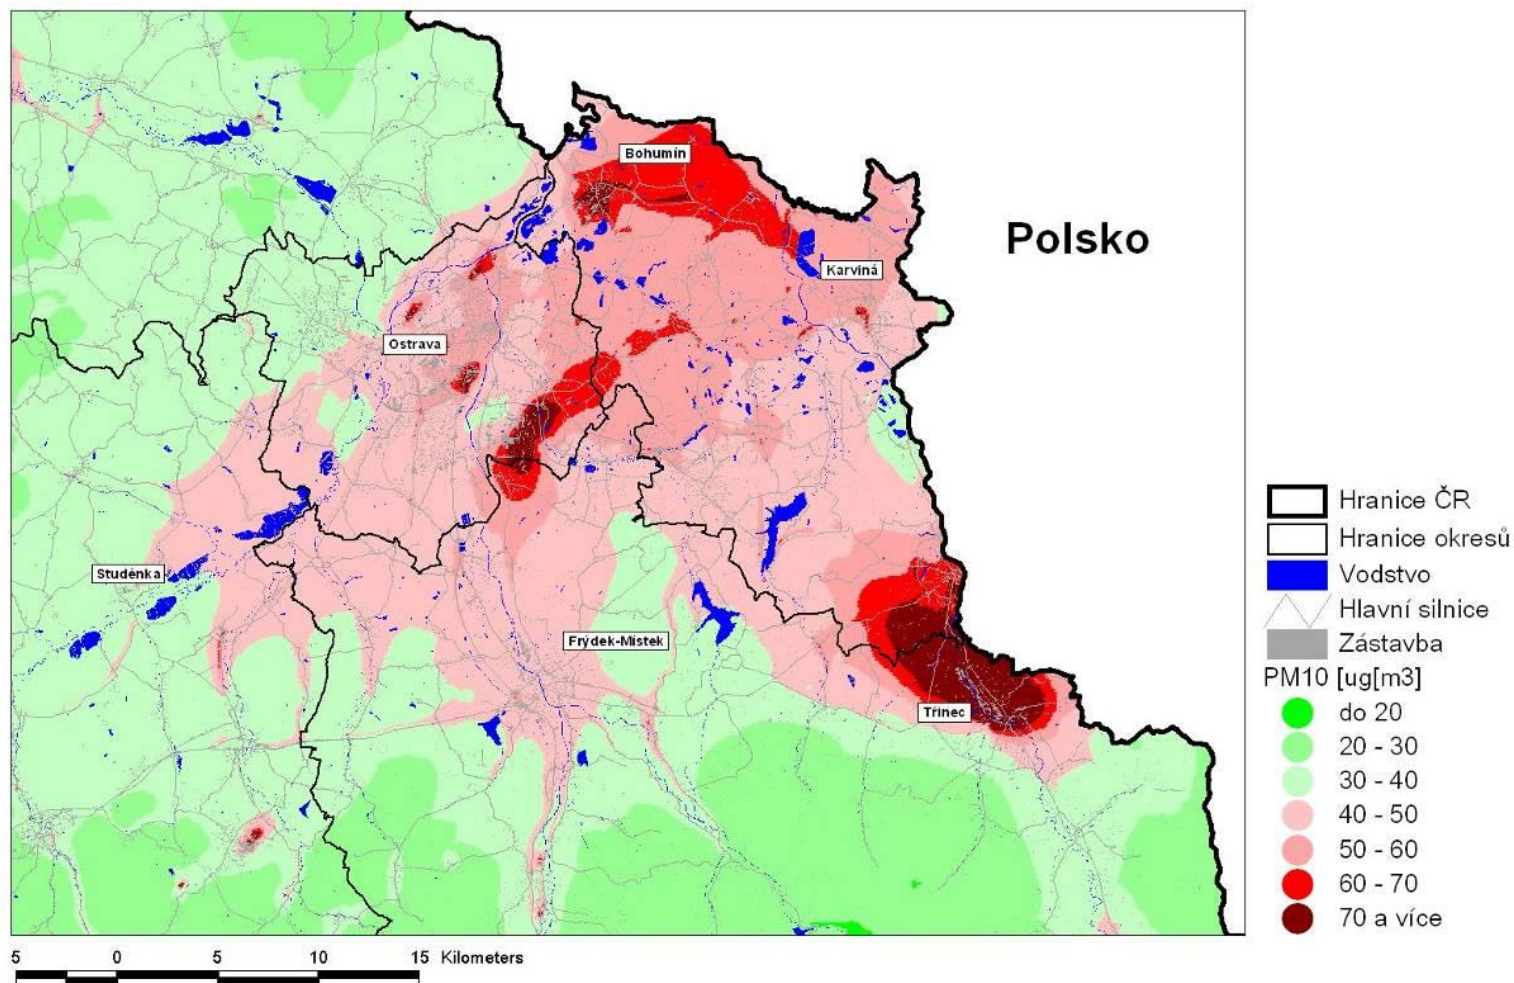 Bohumín
Polsko
Karviná
Ostrava
Studénka
Frýdek-Místek
Třinec
Hranice ČR
Hranice okresů
Vodstvo
Hlavní silnice
Zástavba
PM10 [ug[m3]
do 20
20 - 30
30 - 40
40 - 50
50 - 60
60 - 70
70 a více
5 0 5 10 15 Kilometers